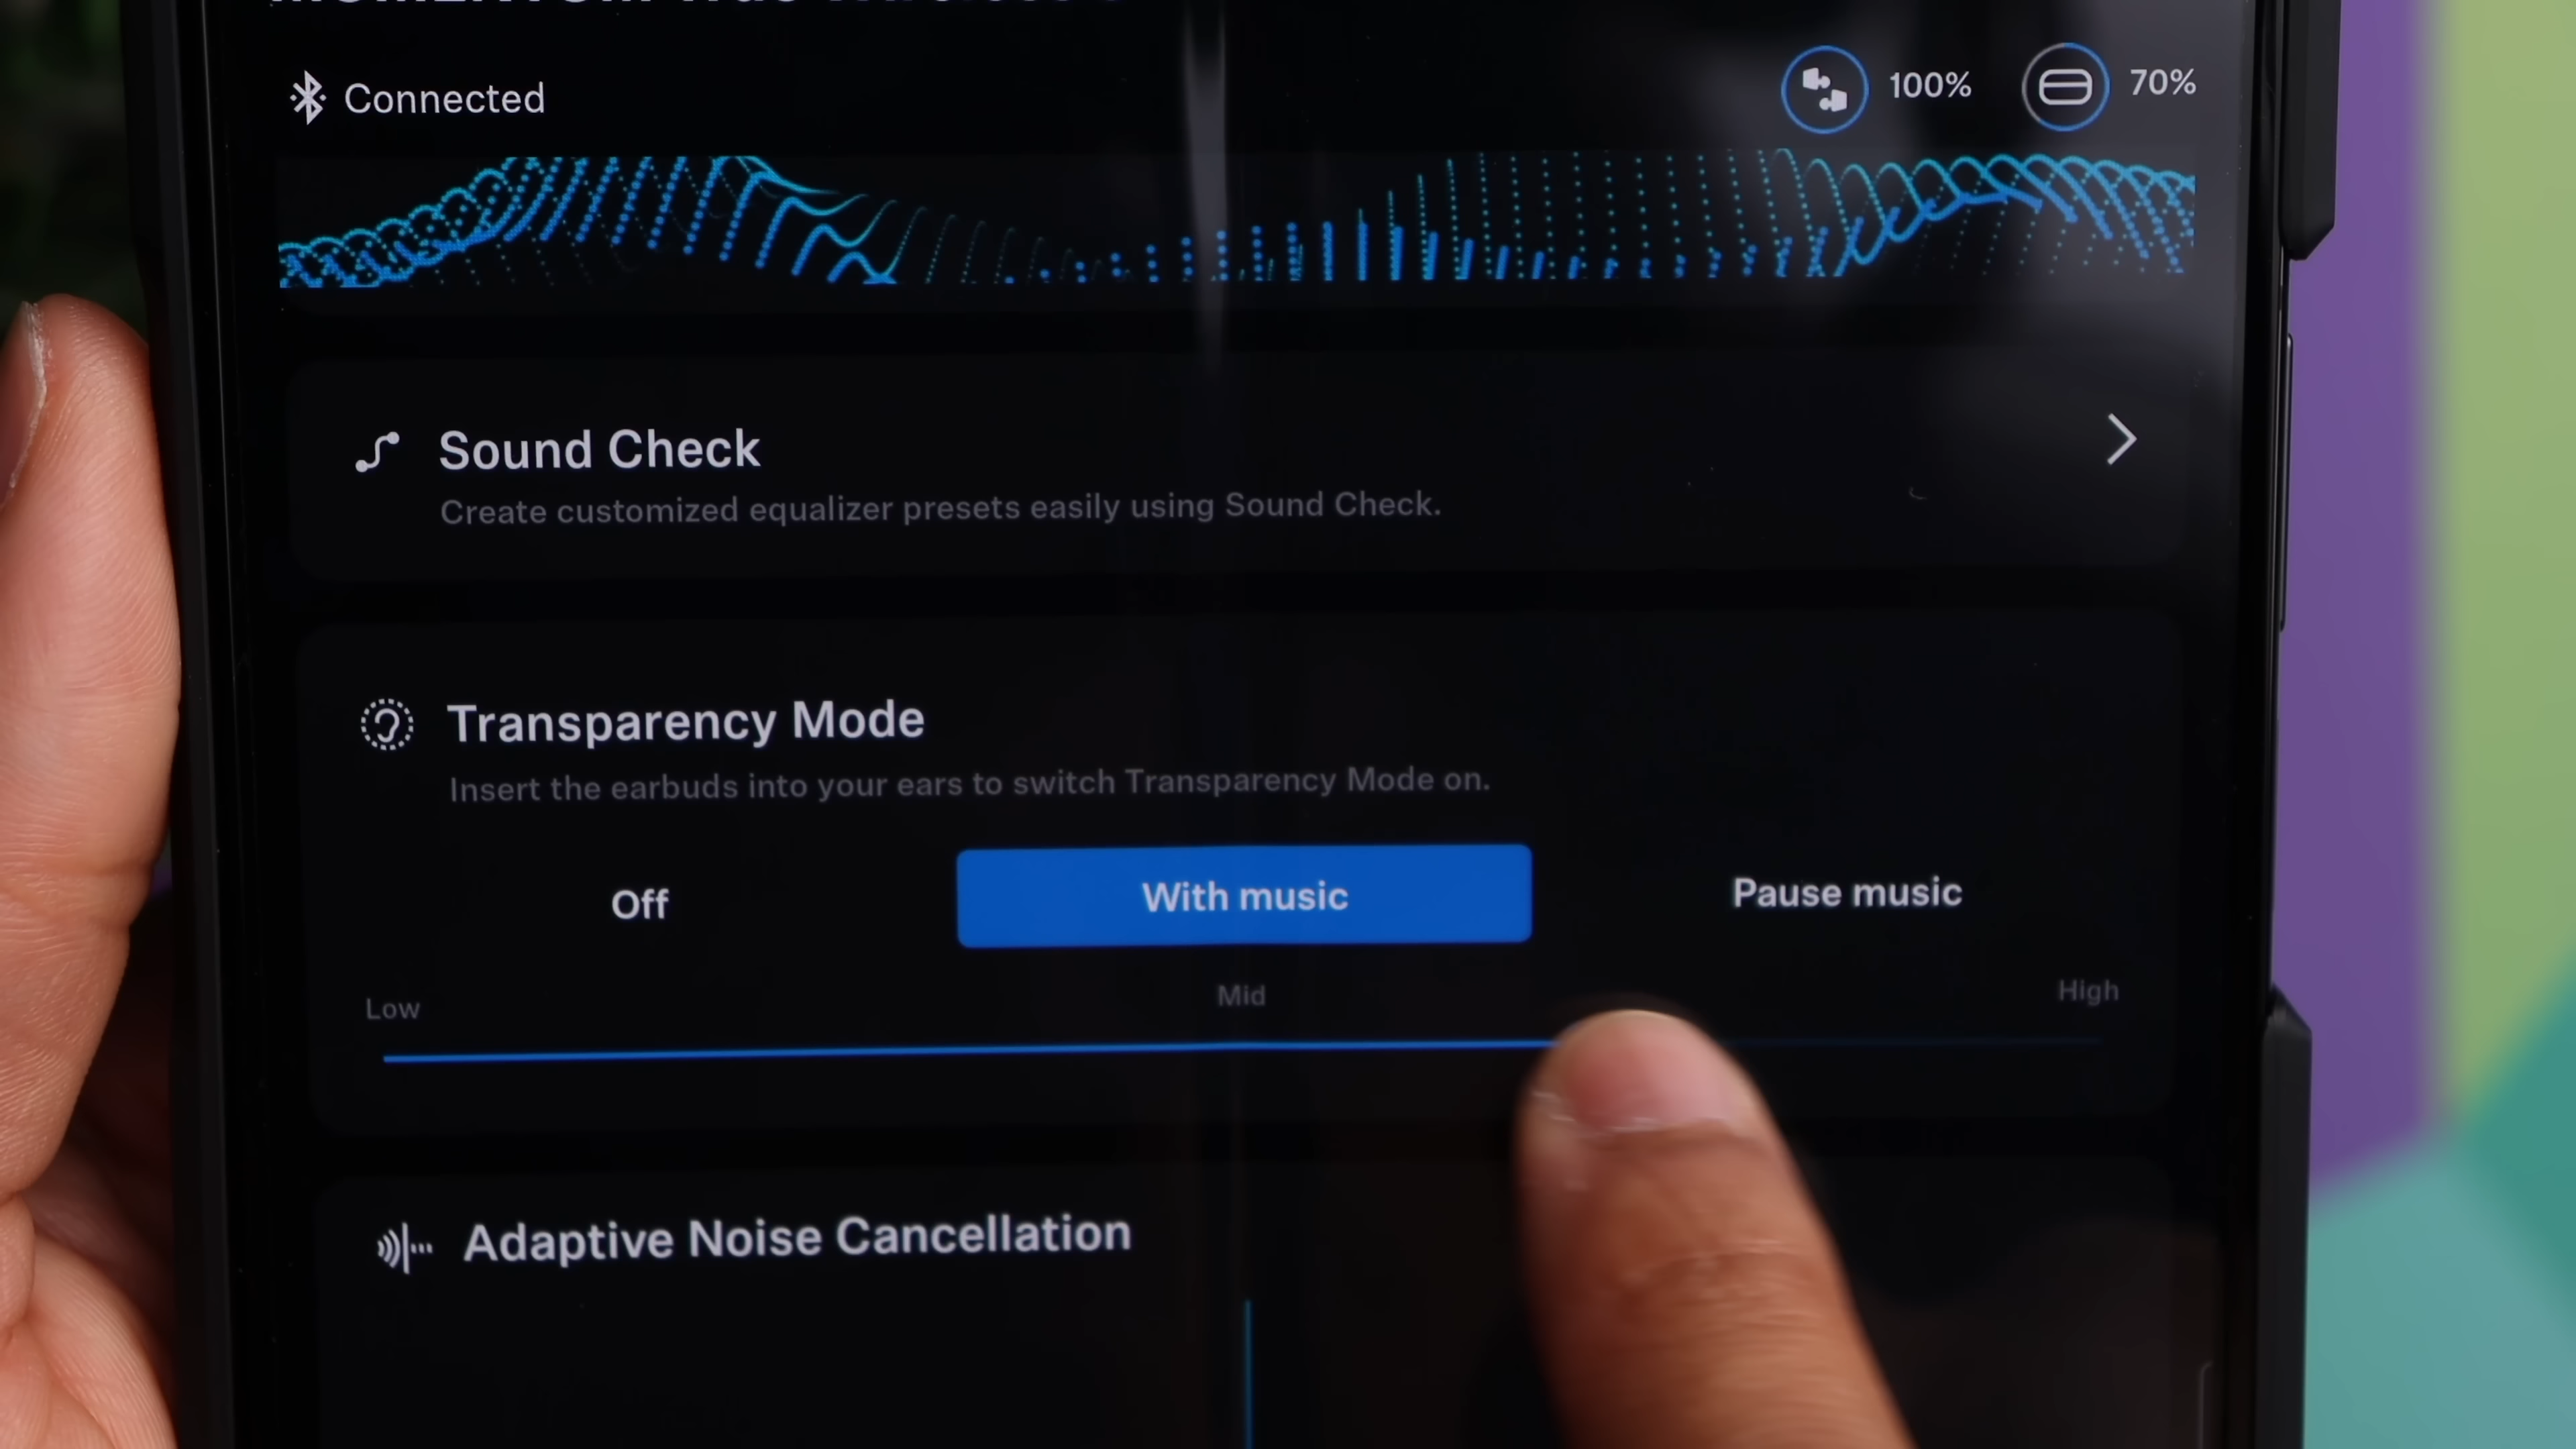 Connected
100%
70%
Sound Check
Create customized equalizer presets easily using Sound Check.
Transparency Mode
Insert the earbuds into your ears to switch Transparency Mode on.
Off
With music
Pause music
Low
Mid
High
Adaptive Noise Cancellation